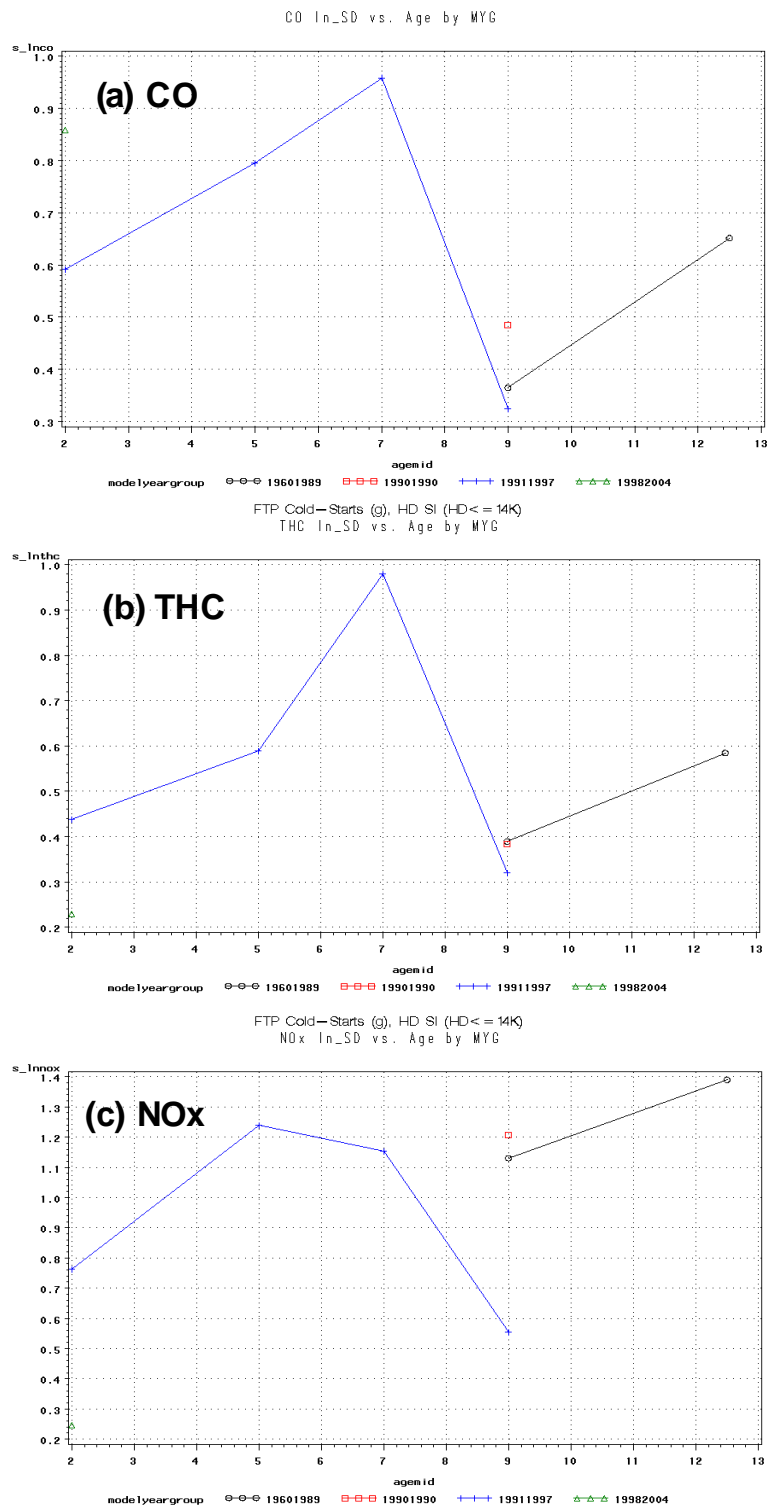 CO ln_SD vs. Age by MYG
s_lnco
1.0
0.9
0.8
0.7
0.6
0.5
0.4
0.3
(a) CO
2 3 4 5 6 7 8 9 10 11 12 13
agemid
modelyeargroup 19601989 19901990 19911997 19982004
FTP Cold-Starts (g), HD SI (HD<=14K)
THC ln_SD vs. Age by MYG
s_lnthc
1.0
0.9
0.8
0.7
0.6
0.5
0.4
0.3
0.2
(b) THC
2 3 4 5 6 7 8 9 10 11 12 13
agemid
modelyeargroup 19601989 19901990 19911997 19982004
FTP Cold-Starts (g), HD SI (HD<=14K)
NOx ln_SD vs. Age by MYG
s_lnnox
1.4
1.3
1.2
1.1
1.0
0.9
0.8
0.7
0.6
0.5
0.4
0.3
0.2
(c) NOx
2 3 4 5 6 7 8 9 10 11 12 13
agemid
modelyeargroup 19601989 19901990 19911997 19982004